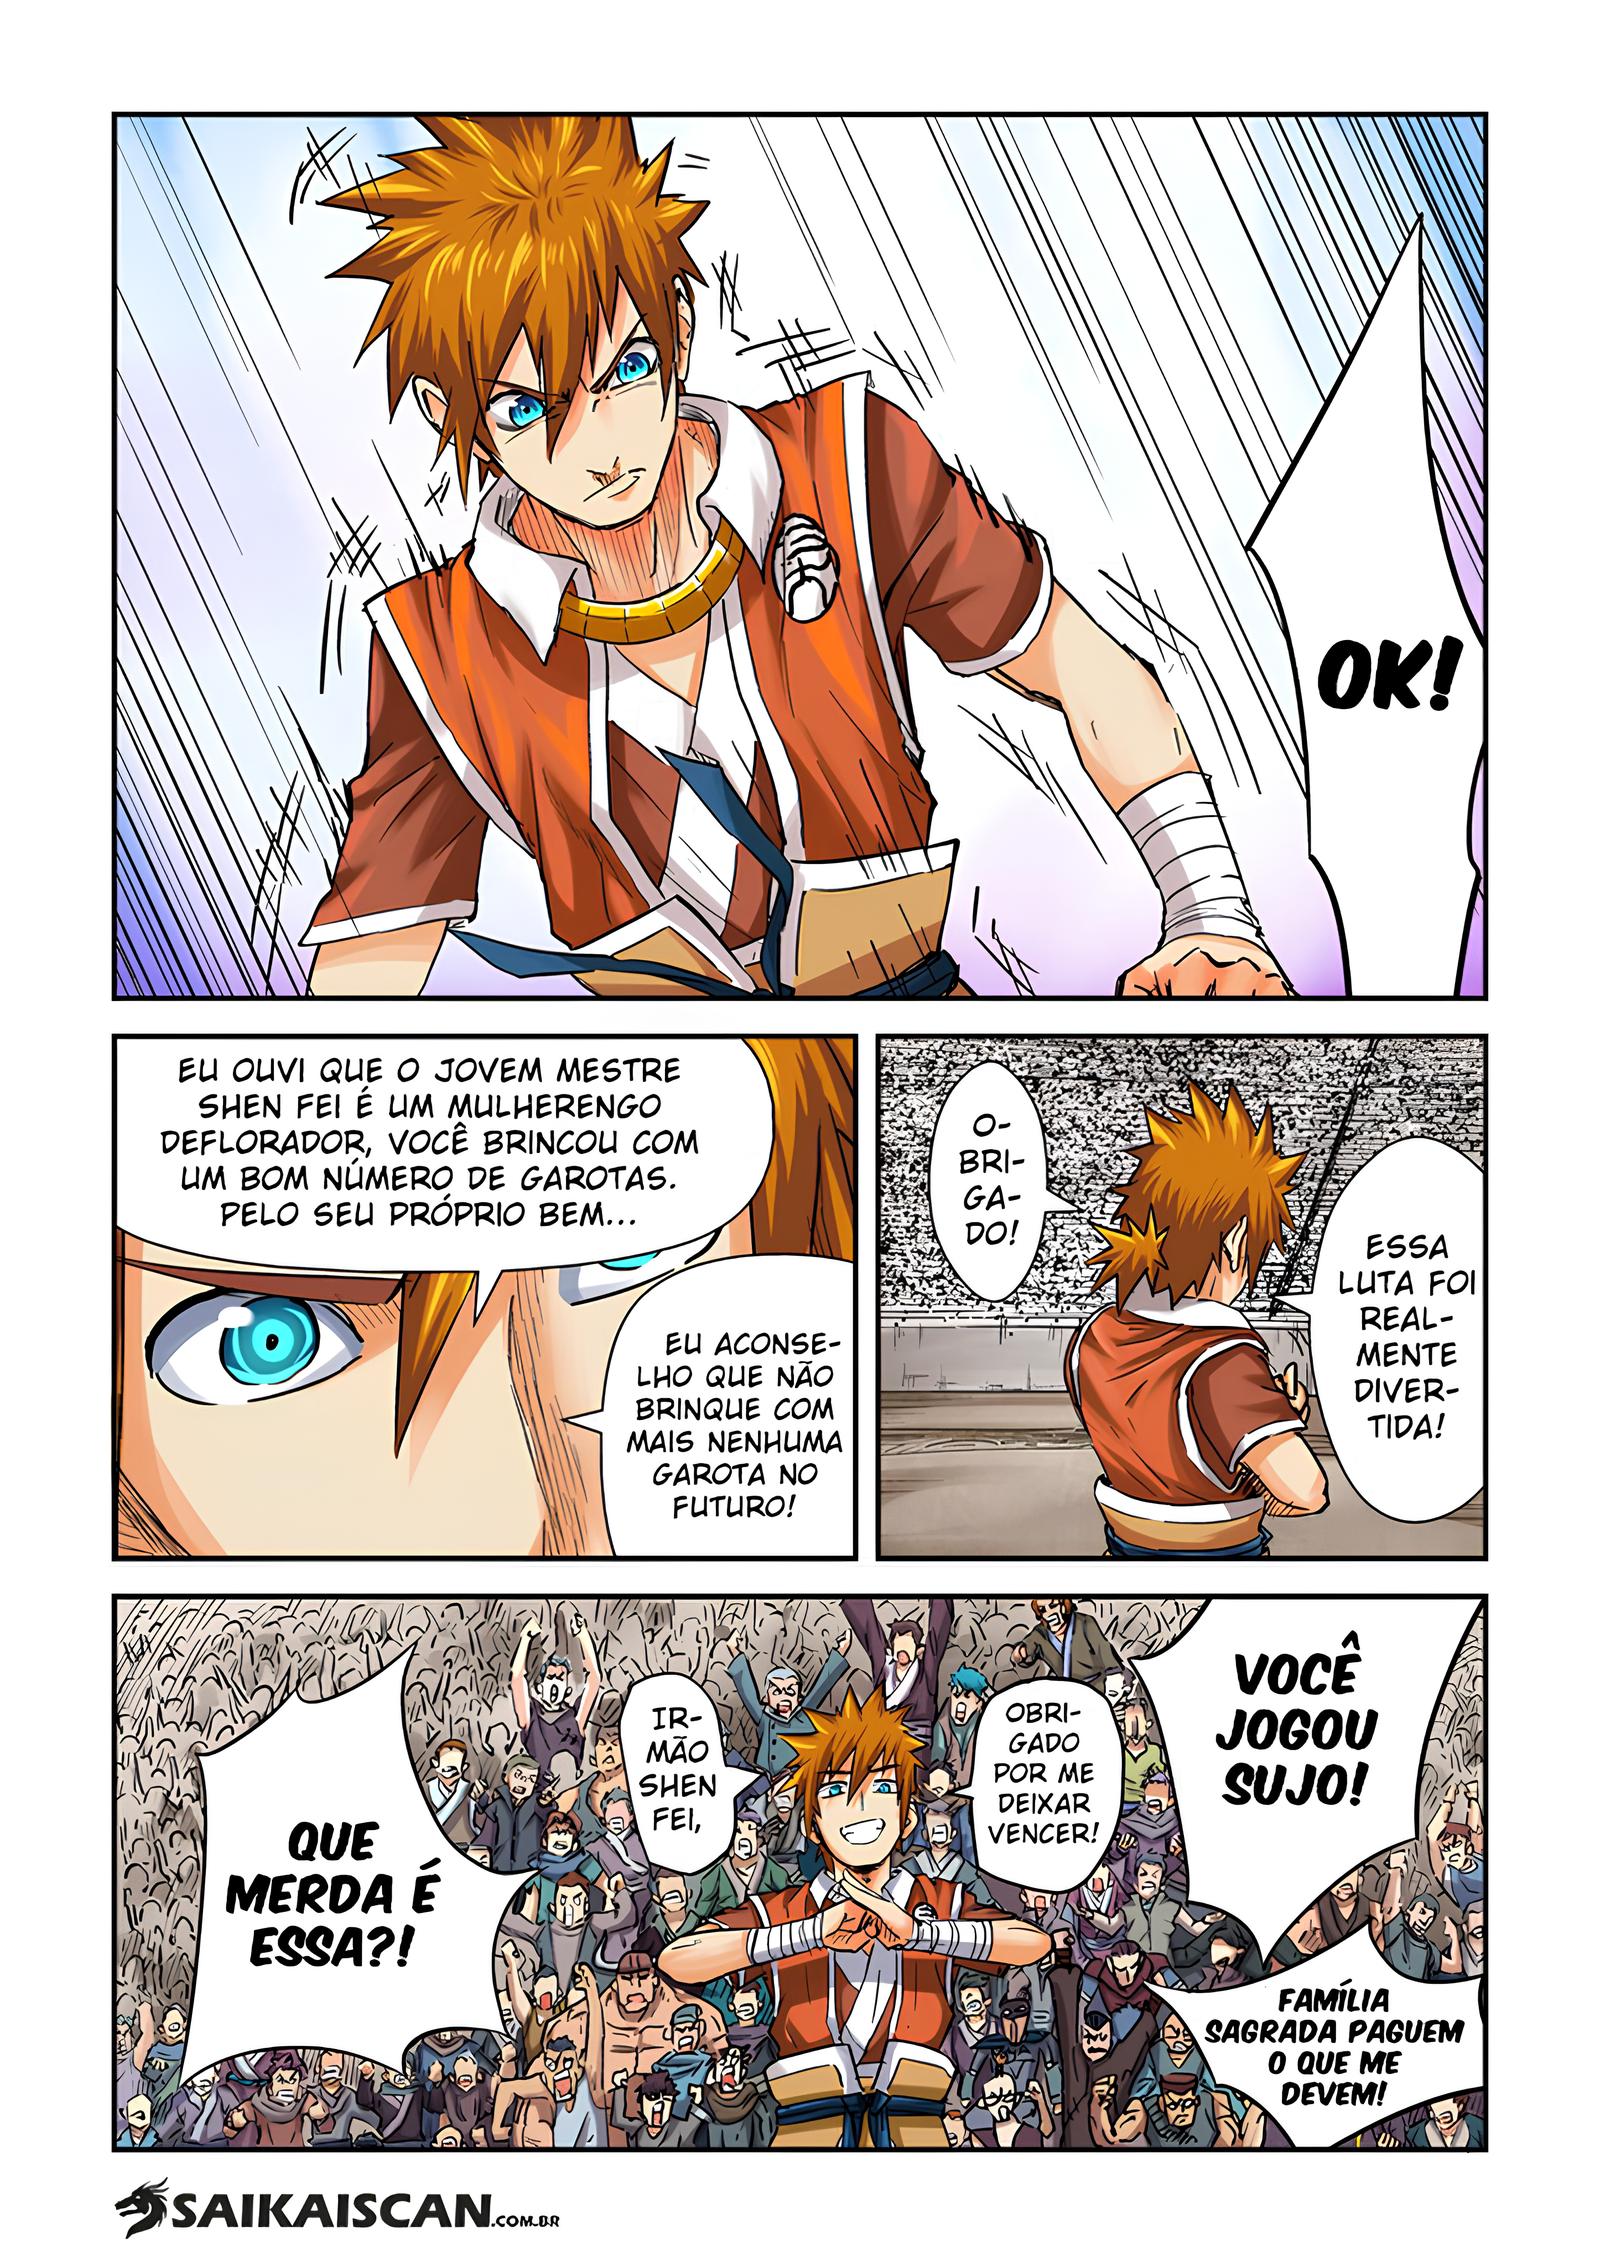 OK!
EU OUVI QUE O JOVEM MESTRE
SHEN FEI É UM MULHERENGO
DEFLORADOR, VOCÊ BRINCOU COM
UM BOM NÚMERO DE GAROTAS.
PELO SEU PRÓPRIO BEM...
EU ACONSE-
LHO QUE NÃO
BRINQUE COM
MAIS NENHUMA
GAROTA NO
FUTURO!
O-
BRI-
GA-
DO!
ESSA
LUTA FOI
REAL-
MENTE
DIVER-
TIDA!
QUE
MERDA É
ESSA?!
IR-
MÃO
SHEN
FEI,
OBRI-
GADO
POR ME
DEIXAR
VENCER!
VOCÊ
JOGOU
SUJO!
FAMÍLIA
SAGRADA PAGUEM
O QUE ME
DEVEM!
SAIKAISCAN.COM.BR